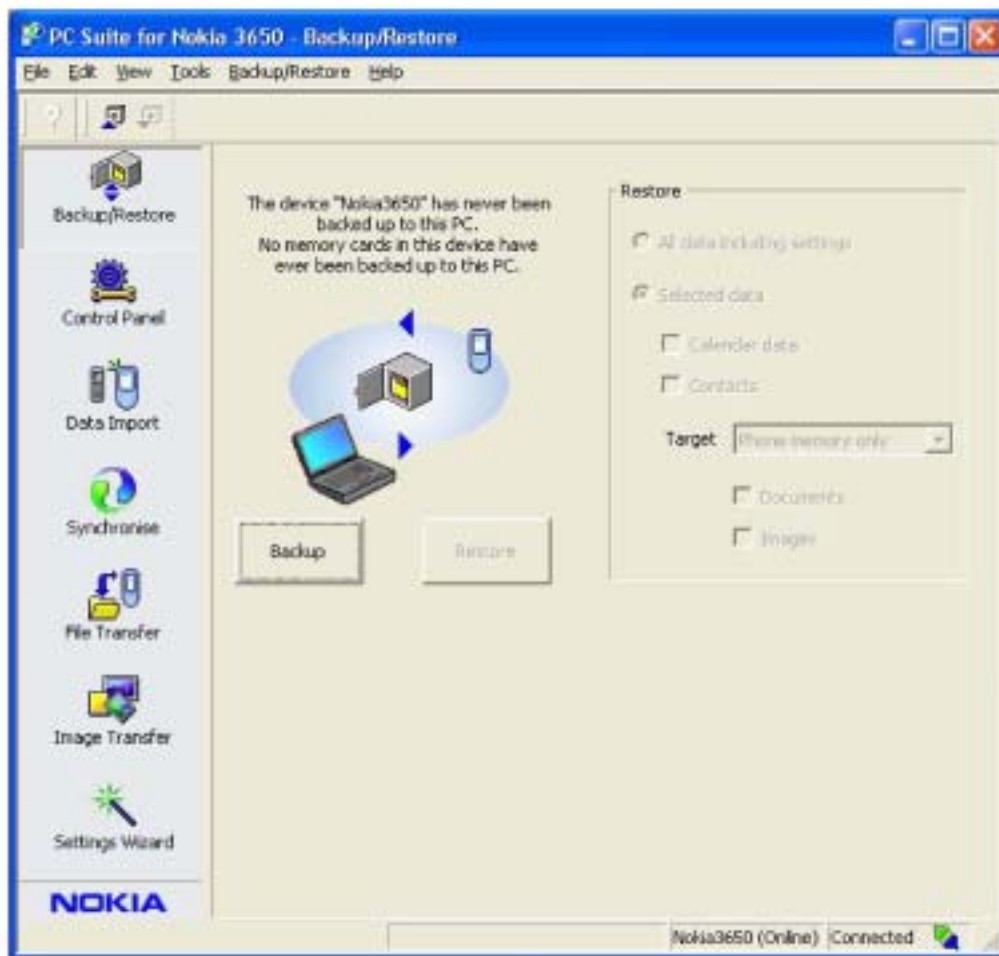 PC Suite for Nokia 3650 - Backup/Restore
File Edit View Tools Backup/Restore Help
Backup/Restore
Control Panel
Data Import
Synchronise
File Transfer
Image Transfer
Settings Wizard
NOKIA
The device "Nokia3650" has never been
backed up to this PC.
No memory cards in this device have
ever been backed up to this PC.
Backup
Restore
Restore
All data including settings
Selected data
Calender data
Contacts
Target Phone memory only
Documents
Images
Nokia3650 (Online) Connected